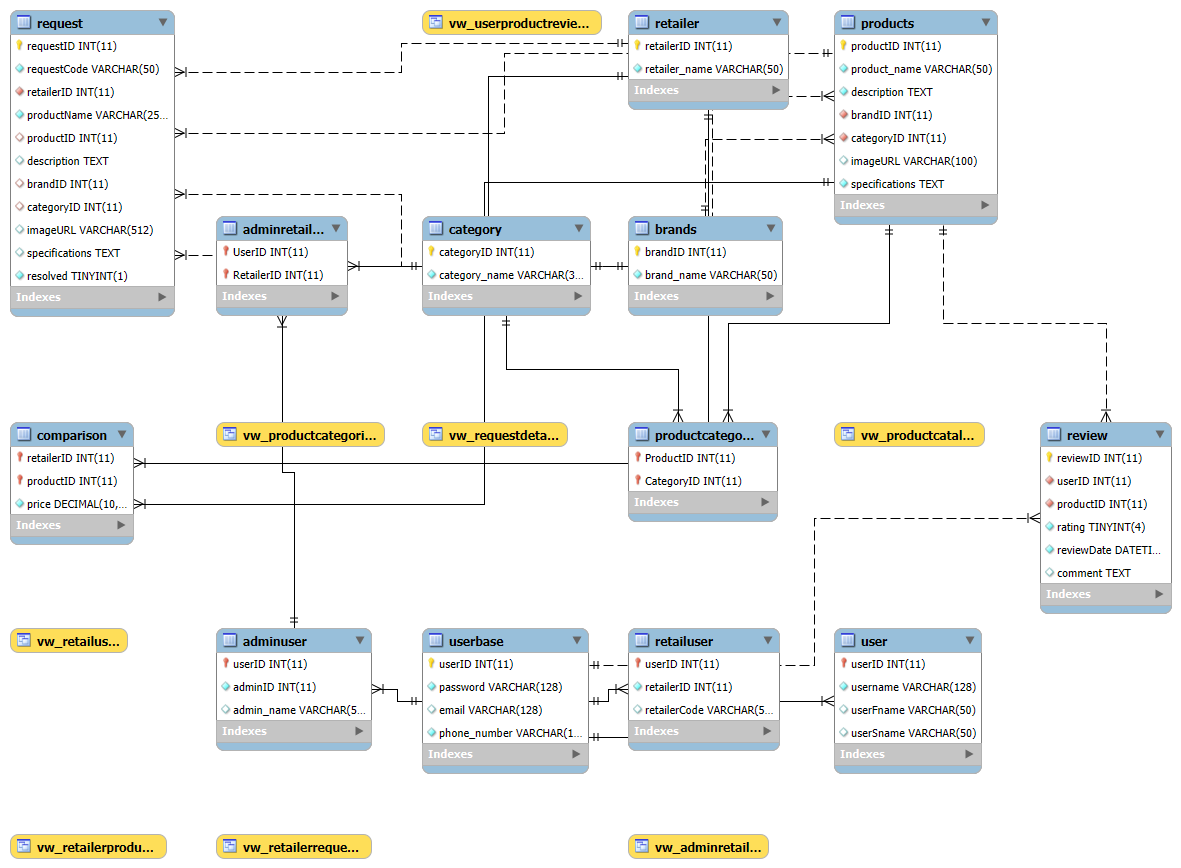 request
requestID INT(11)
requestCode VARCHAR(50)
retailerID INT(11)
productName VARCHAR(25...
productID INT(11)
description TEXT
brandID INT(11)
categoryID INT(11)
imageURL VARCHAR(512)
specifications TEXT
resolved TINYINT(1)
Indexes
vw_userproductrevie...
retailer
retailerID INT(11)
retailer_name VARCHAR(50)
Indexes
products
productID INT(11)
product_name VARCHAR(50)
description TEXT
brandID INT(11)
categoryID INT(11)
imageURL VARCHAR(100)
specifications TEXT
Indexes
adminretail...
UserID INT(11)
RetailerID INT(11)
Indexes
category
categoryID INT(11)
category_name VARCHAR(3...
Indexes
brands
brandID INT(11)
brand_name VARCHAR(50)
Indexes
comparison
retailerID INT(11)
productID INT(11)
price DECIMAL(10,...
Indexes
vw_productcategori...
vw_requestdeta...
productcatego...
ProductID INT(11)
CategoryID INT(11)
Indexes
vw_productcatal...
review
reviewID INT(11)
userID INT(11)
productID INT(11)
rating TINYINT(4)
reviewDate DATETI...
comment TEXT
Indexes
vw_retailus...
adminuser
userID INT(11)
adminID INT(11)
admin_name VARCHAR(5...
Indexes
userbase
userID INT(11)
password VARCHAR(128)
email VARCHAR(128)
phone_number VARCHAR(1...
Indexes
retailuser
userID INT(11)
retailerID INT(11)
retailerCode VARCHAR(5...
Indexes
user
userID INT(11)
username VARCHAR(128)
userFname VARCHAR(50)
userSname VARCHAR(50)
Indexes
vw_retailerprodu...
vw_retailerreque...
vw_adminretail...